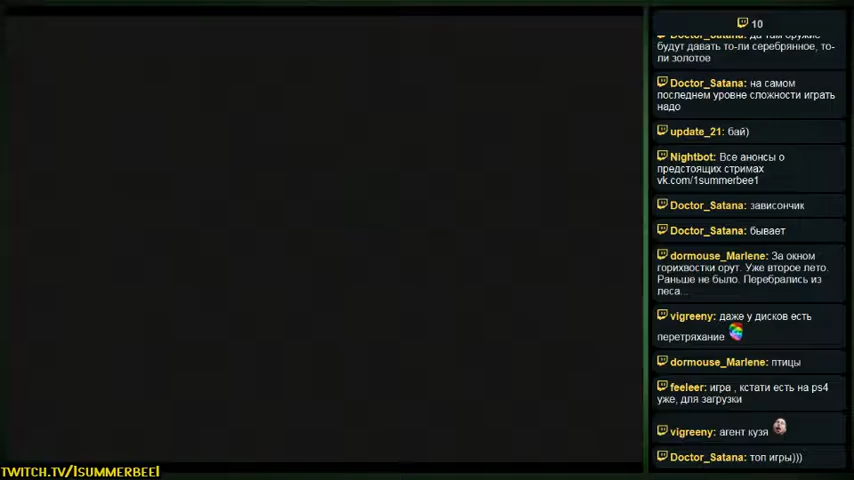 10
Doctor_Satana: да там оружие
будут давать то-ли серебрянное, то-
ли золотое
Doctor_Satana: на самом
последнем уровне сложности играть
надо
update_21: бай)
Nightbot: Все анонсы о
предстоящих стримах
vk.com/1summerbee1
Doctor_Satana: зависончик
Doctor_Satana: бывает
dormouse_Marlene: За окном
горихвостки орут. Уже второе лето.
Раньше не было. Перебрались из
леса...
vigreeny: даже у дисков есть
перетряхание
dormouse_Marlene: птицы
feeleer: игра , кстати есть на ps4
уже, для загрузки
vigreeny: агент кузя
Doctor_Satana: топ игры)))
TWITCH.TV/1SUMMERBEE1